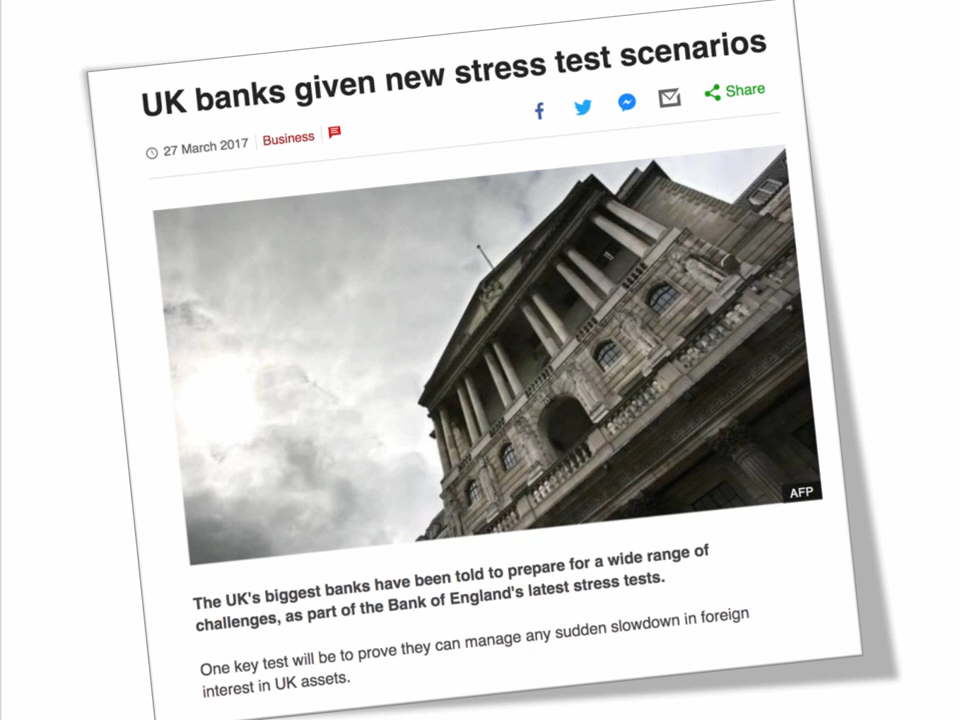 UK banks given new stress test scenarios
27 March 2017 Business Share
AFP
The UK's biggest banks have been told to prepare for a wide range of
challenges, as part of the Bank of England's latest stress tests.
One key test will be to prove they can manage any sudden slowdown in foreign
interest in UK assets.